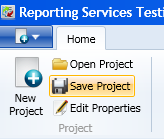 Reporting Services Testi
Home
New
Project
Open Project
Save Project
Edit Properties
Project